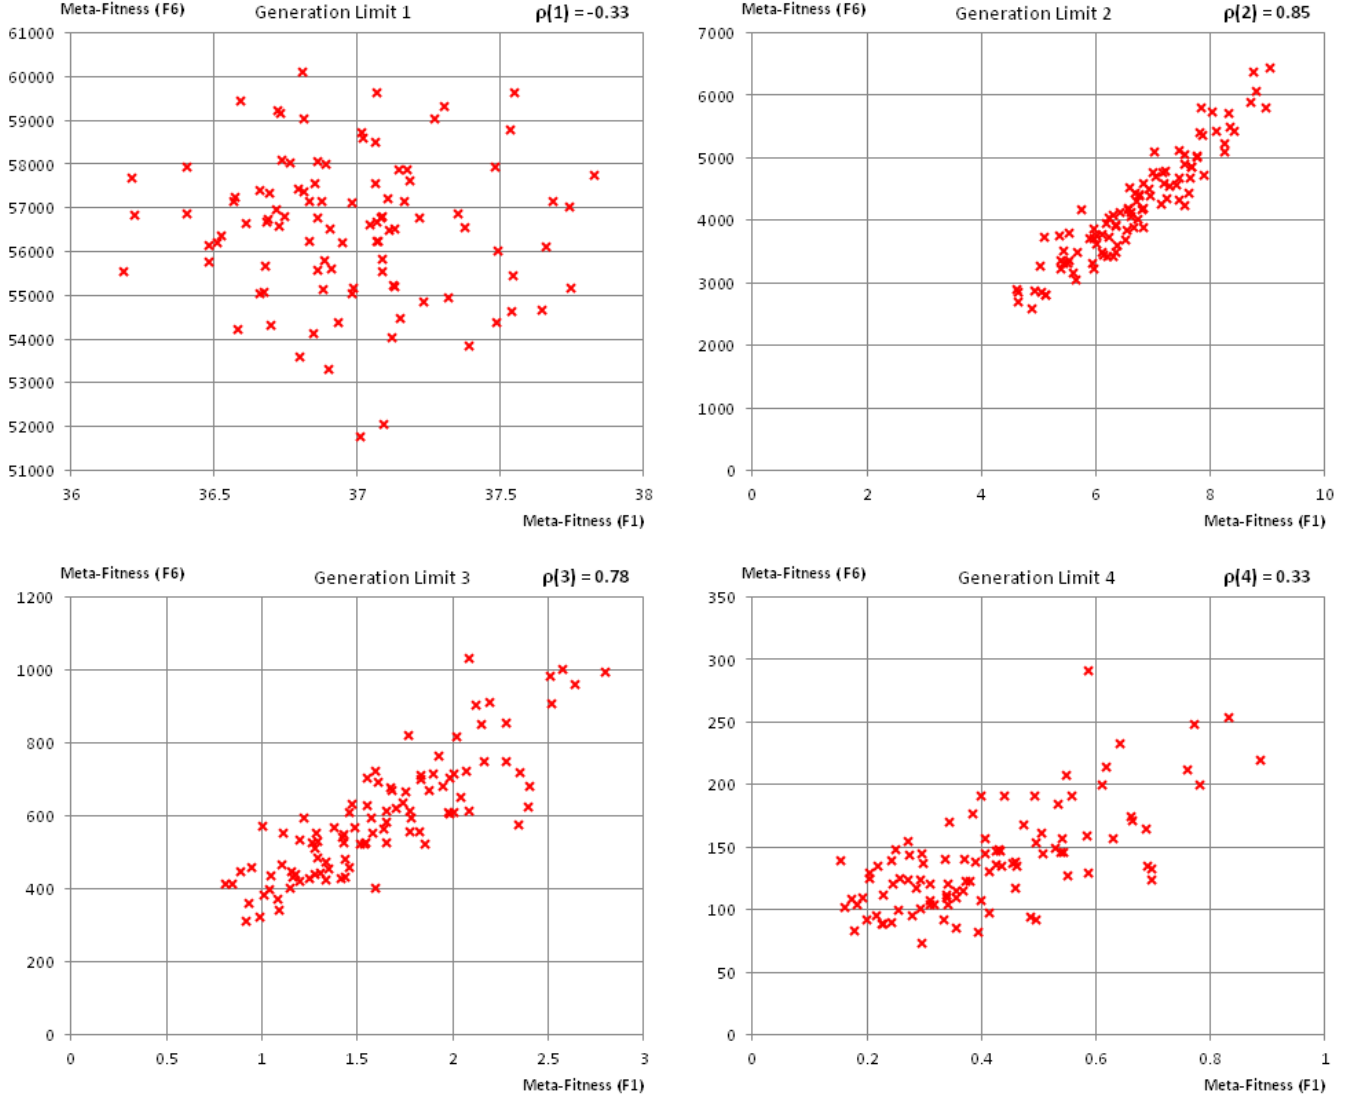 Meta-Fitness (F6) Generation Limit 1 ρ(1) = -0.33
61000
60000
59000
58000
57000
56000
55000
54000
53000
52000
51000
36 36.5 37 37.5 38
Meta-Fitness (F1)
Meta-Fitness (F6) Generation Limit 2 ρ(2) = 0.85
7000
6000
5000
4000
3000
2000
1000
0
0 2 4 6 8 10
Meta-Fitness (F1)
Meta-Fitness (F6) Generation Limit 3 ρ(3) = 0.78
1200
1000
800
600
400
200
0
0 0.5 1 1.5 2 2.5 3
Meta-Fitness (F1)
Meta-Fitness (F6) Generation Limit 4 ρ(4) = 0.33
350
300
250
200
150
100
50
0
0 0.2 0.4 0.6 0.8 1
Meta-Fitness (F1)